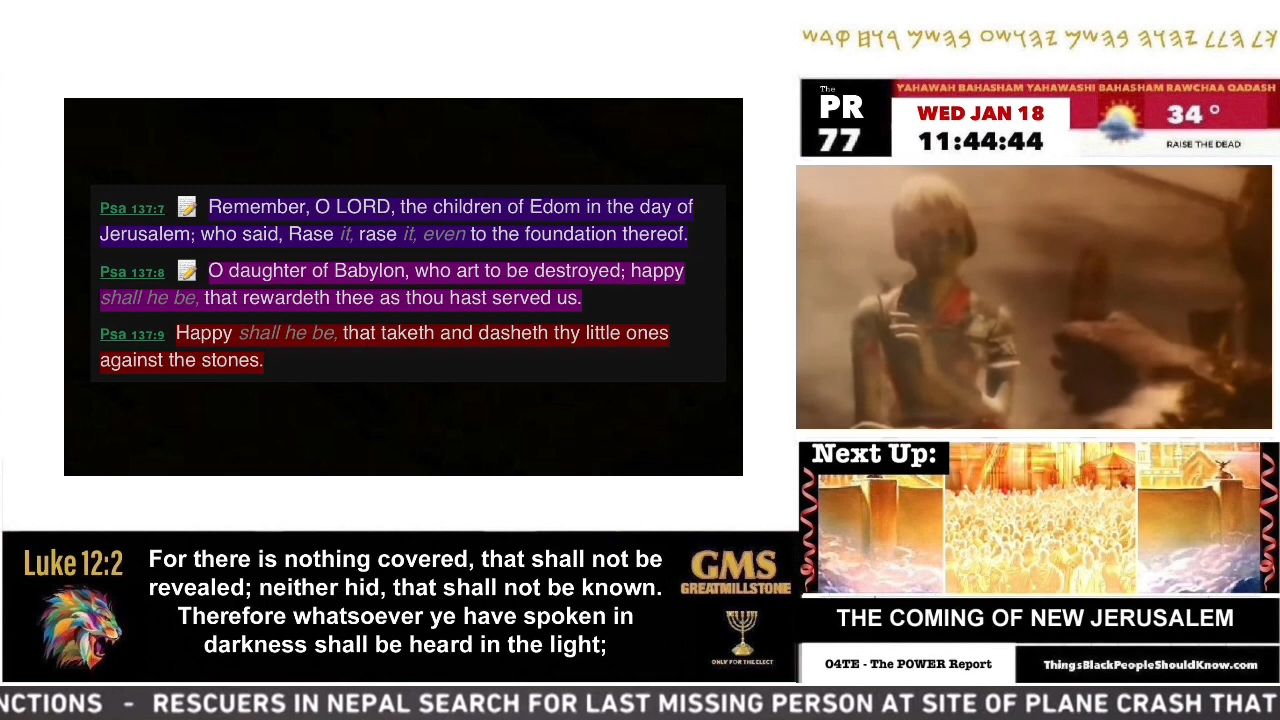 YAHAWAH BAHASHAM YAHAWASHI BAHASHAM RAWCHAA QADASH
The
PR
77
WED JAN 18
11:44:44
34 °
RAISE THE DEAD
Psa 137:7 Remember, O LORD, the children of Edom in the day of
Jerusalem; who said, Rase it, rase it, even to the foundation thereof.
Psa 137:8 O daughter of Babylon, who art to be destroyed; happy
shall he be, that rewardeth thee as thou hast served us.
Psa 137:9 Happy shall he be, that taketh and dasheth thy little ones
against the stones.
Next Up:
THE COMING OF NEW JERUSALEM
04TE - The POWER Report
ThingsBlackPeopleShouldKnow.com
Luke 12:2
For there is nothing covered, that shall not be
revealed; neither hid, that shall not be known.
Therefore whatsoever ye have spoken in
darkness shall be heard in the light;
GMS
GREATMILLSTONE
ONLY FOR THE ELECT
NCTIONS - RESCUERS IN NEPAL SEARCH FOR LAST MISSING PERSON AT SITE OF PLANE CRASH THAT